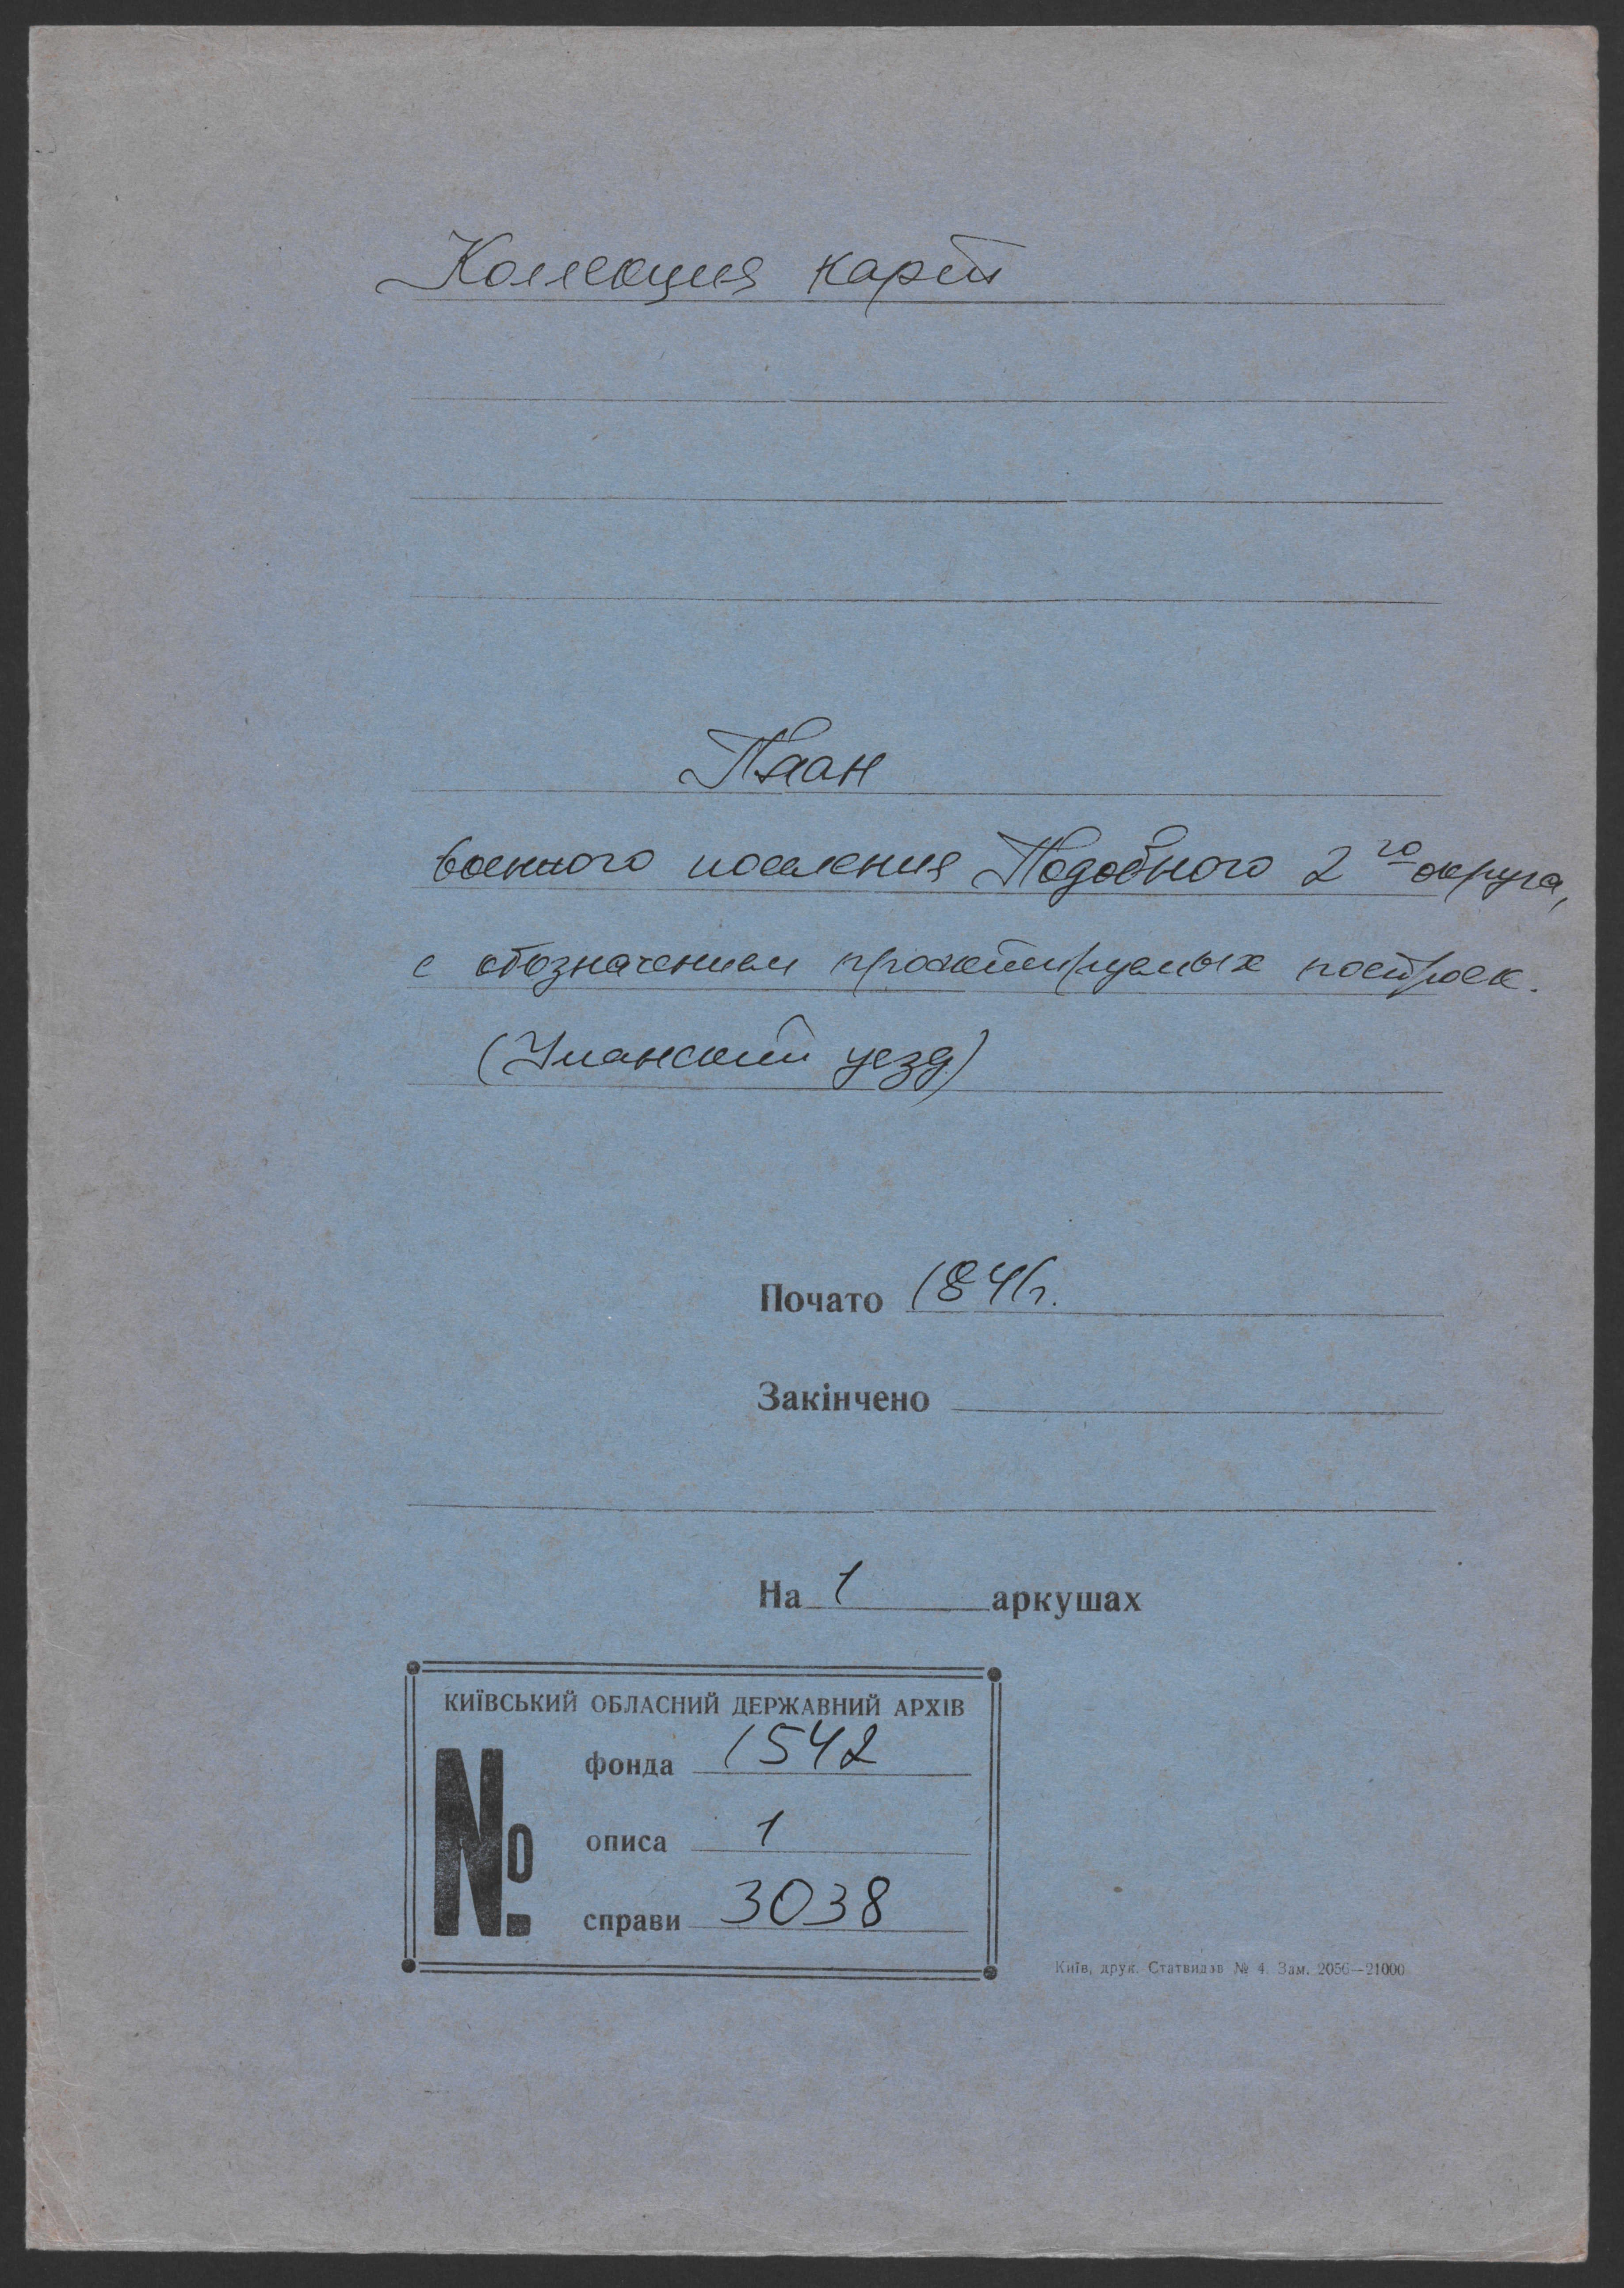 Коллекция карт
План
военного поселения Подобного 2го округа,
с обозначением проектируемых построек.
(Уманский уезд)
Почато 1841г.
Закінчено
На 1 аркушах
КИЇВСЬКИЙ ОБЛАСНИЙ ДЕРЖАВНИЙ АРХІВ
№
фонда 1542
описа 1
справи 3038
Київ, друк. Статвидав № 4. Зам. 2056—21000